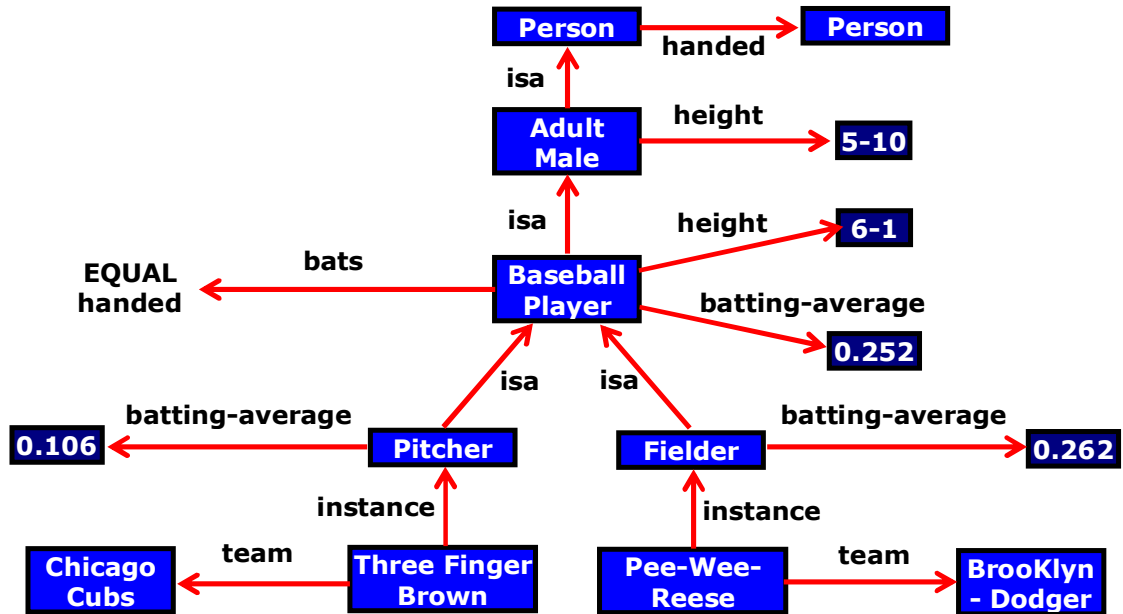 Person
handed
Person
isa
Adult
Male
height
5-10
isa
height
6-1
EQUAL
handed
bats
Baseball
Player
batting-average
0.252
isa
isa
0.106
batting-average
Pitcher
Fielder
batting-average
0.262
instance
instance
Chicago
Cubs
team
Three Finger
Brown
Pee-Wee-
Reese
team
BrooKlyn
- Dodger